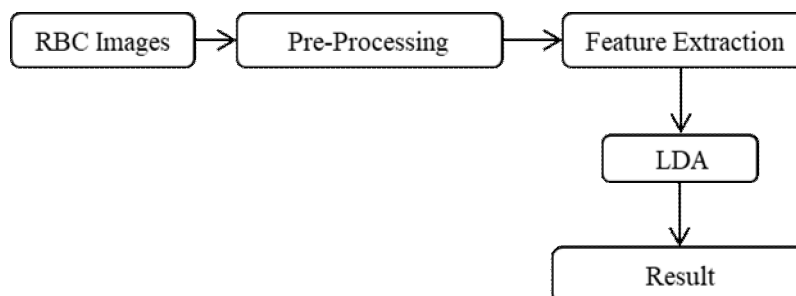 RBC Images
Pre-Processing
Feature Extraction
LDA
Result